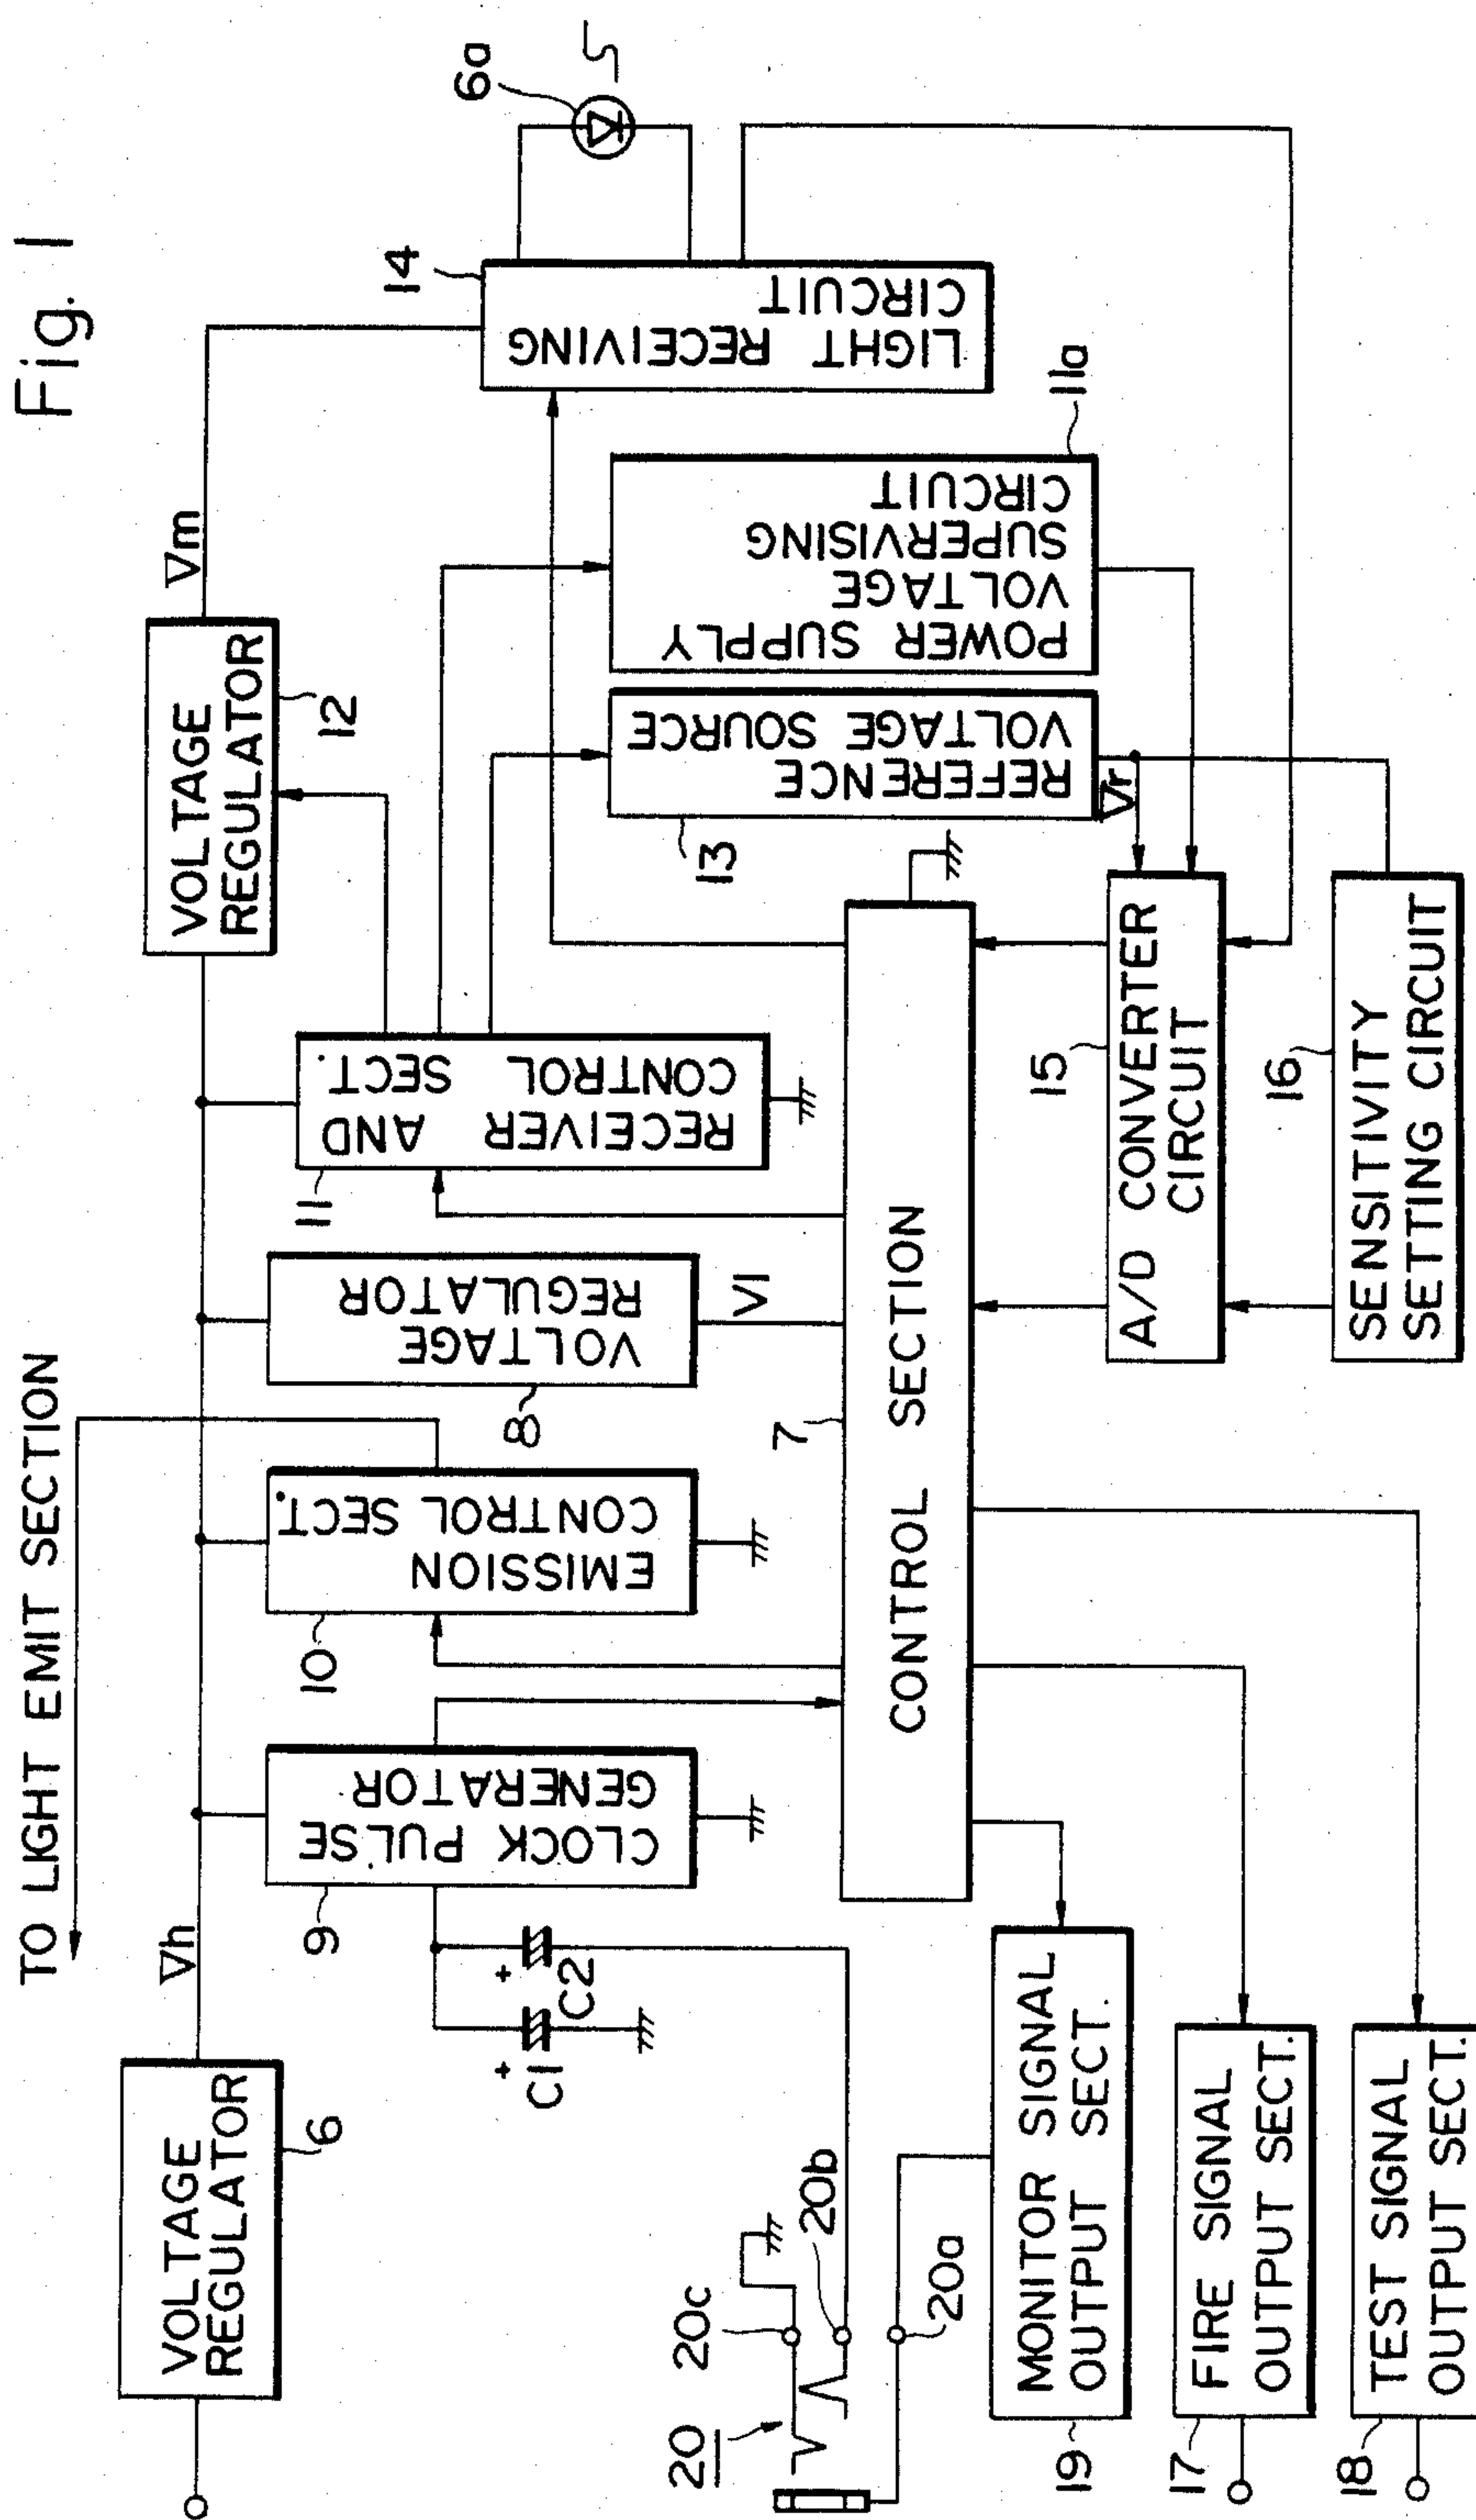 Fig. 1
TO LIGHT EMIT SECTION
Vh
Vm
VOLTAGE
REGULATOR
6
VOLTAGE
REGULATOR
12
CLOCK PULSE
GENERATOR
9
EMISSION
CONTROL SECT.
10
VOLTAGE
REGULATOR
8
V1
RECEIVER AND
CONTROL SECT.
11
REFERENCE
VOLTAGE SOURCE
13
Vr
POWER SUPPLY
VOLTAGE
SUPERVISING
CIRCUIT
11a
LIGHT RECEIVING
CIRCUIT
14
6a
+
C1
+
C2
CONTROL SECTION
7
20
20c
20b
20a
MONITOR SIGNAL
OUTPUT SECT.
19
FIRE SIGNAL
OUTPUT SECT.
17
TEST SIGNAL
OUTPUT SECT.
18
A/D CONVERTER
CIRCUIT
15
SENSITIVITY
SETTING CIRCUIT
16